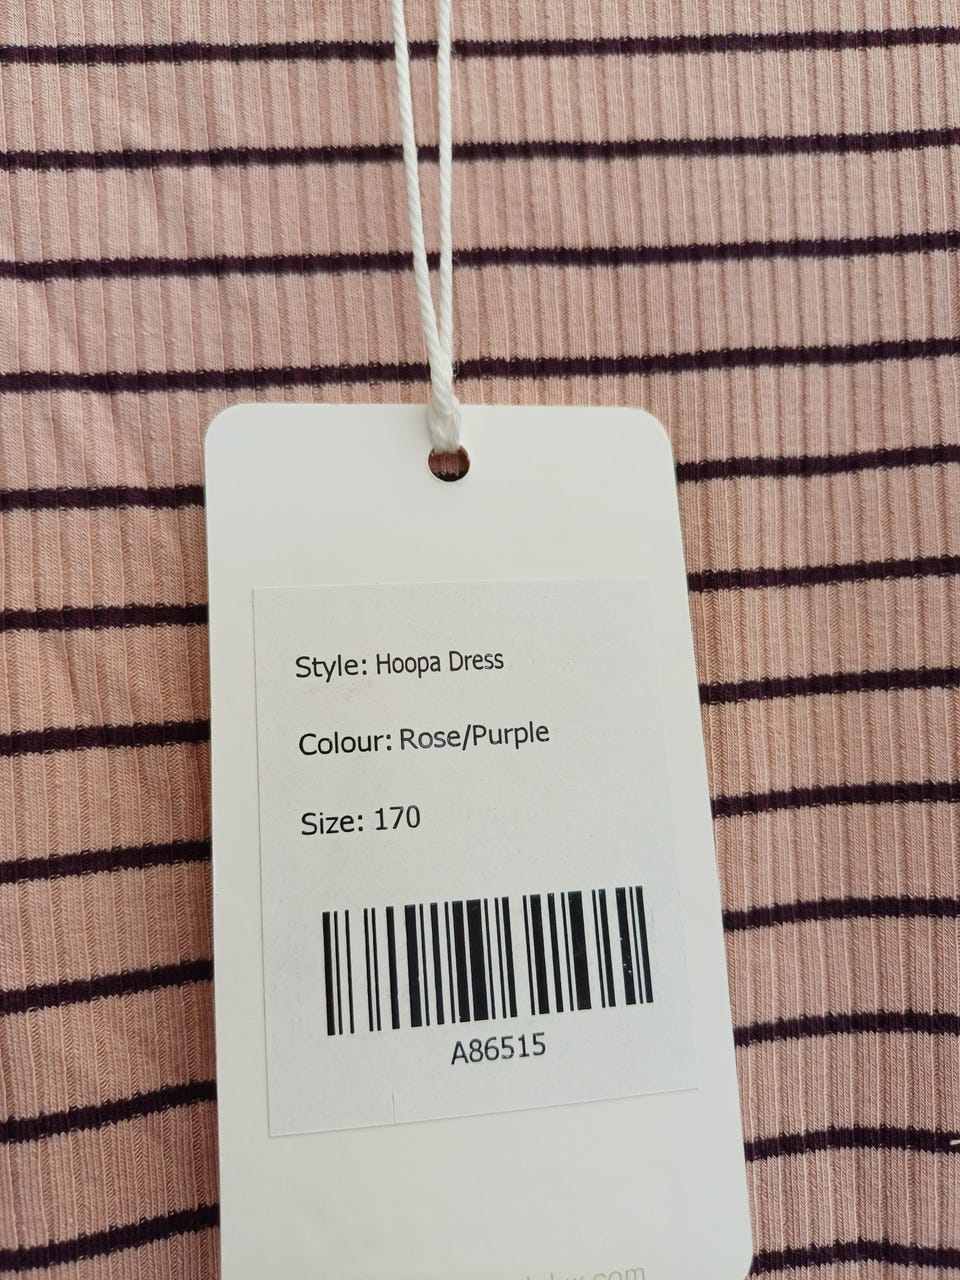 Style: Hoopa Dress
Colour: Rose/Purple
Size: 170
A86515